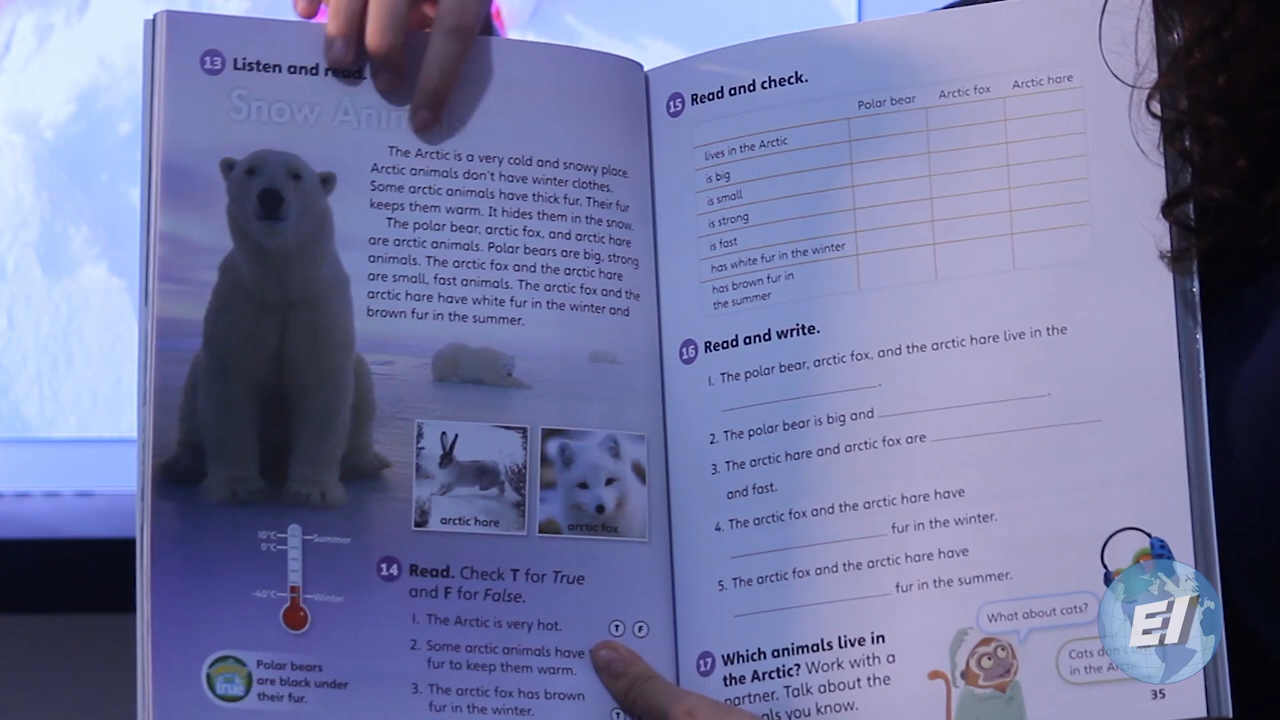 13 Listen and read.
Snow
The Arctic is a very cold and snowy place.
Arctic animals don't have winter clothes.
Some arctic animals have thick fur. Their fur
keeps them warm. It hides them in the snow.
The polar bear, arctic fox, and arctic hare
are arctic animals. Polar bears are big, strong
animals. The arctic fox and the arctic hare
are small, fast animals. The arctic fox and the
arctic hare have white fur in the winter and
brown fur in the summer.
arctic hare
arctic fox
10°C
Summer
0°C
-40°C
Winter
true
Polar bears
are black under
their fur.
14 Read. Check T for True
and F for False.
1. The Arctic is very hot.
T F
2. Some arctic animals have
fur to keep them warm.
3. The arctic fox has brown
fur in the winter.
T
15 Read and check.
Polar bear Arctic fox Arctic hare
lives in the Arctic
is big
is small
is strong
is fast
has white fur in the winter
has brown fur in
the summer
16 Read and write.
1. The polar bear, arctic fox, and the arctic hare live in the
.
2. The polar bear is big and .
3. The arctic hare and arctic fox are
and fast.
4. The arctic fox and the arctic hare have
fur in the winter.
5. The arctic fox and the arctic hare have
fur in the summer.
17 Which animals live in
the Arctic? Work with a
partner. Talk about the
you know.
What about cats?
Cats
in the
35
EI